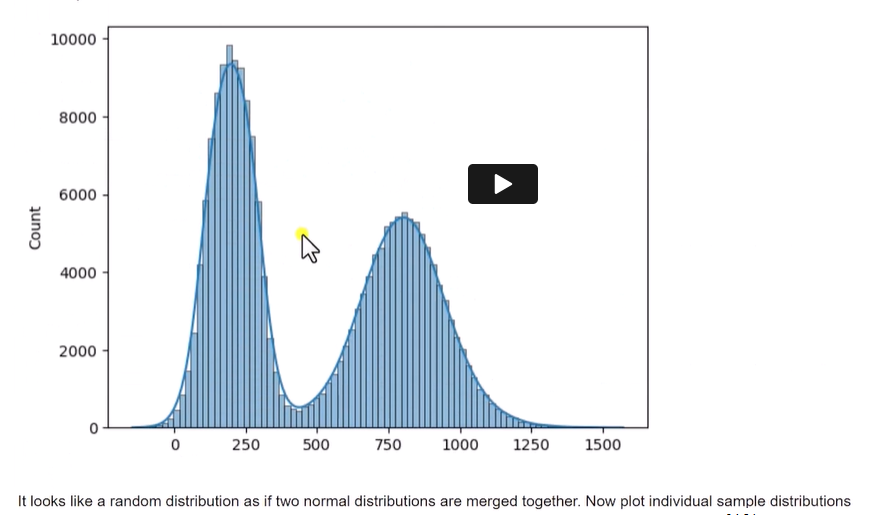 10000
8000
6000
4000
2000
0
Count
0 250 500 750 1000 1250 1500
It looks like a random distribution as if two normal distributions are merged together. Now plot individual sample distributions